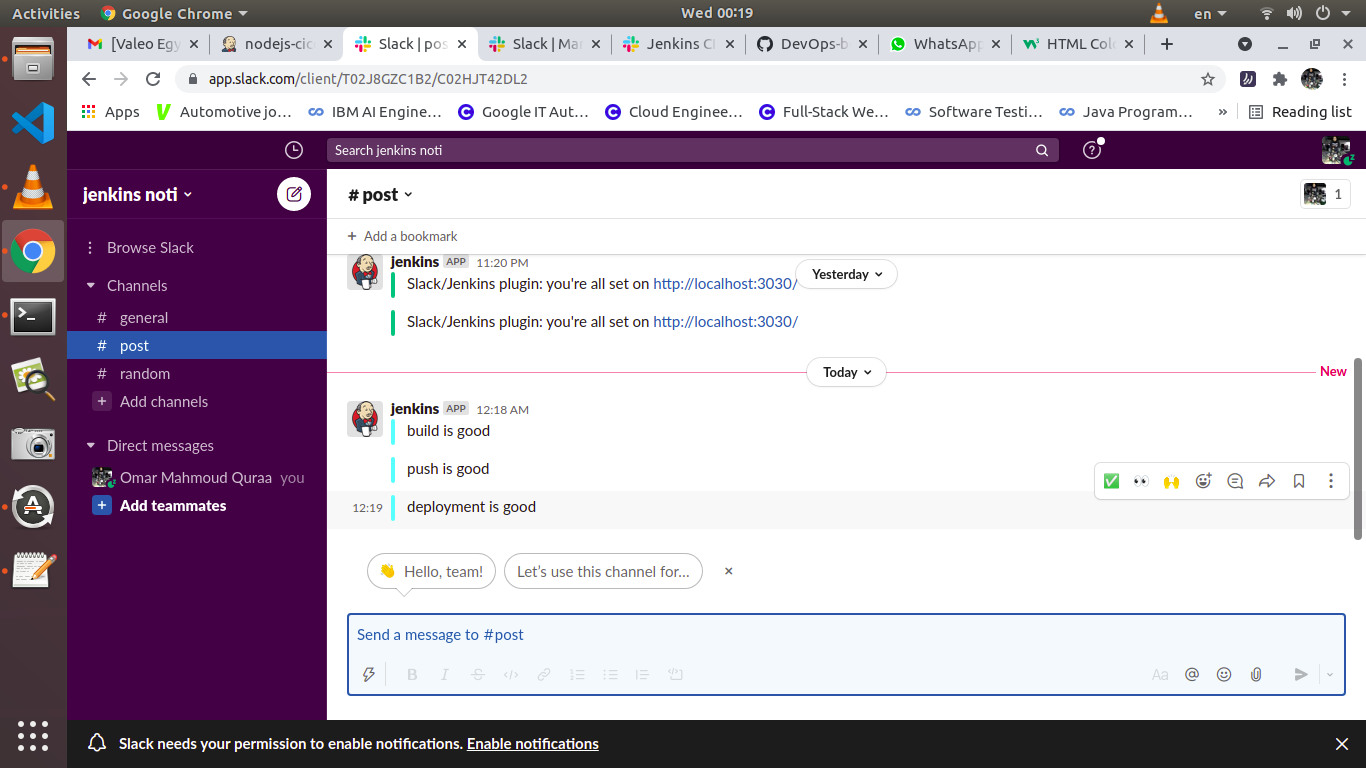 Activities Google Chrome Wed 00:19 en
[Valeo Egy nodejs-cicd Slack | pos Slack | Mar Jenkins CI DevOps-b WhatsApp HTML Colo
app.slack.com/client/T02J8GZC1B2/C02HJT42DL2
Apps Automotive jo… IBM AI Engine… Google IT Aut… Cloud Enginee… Full-Stack We… Software Testi… Java Program… » Reading list
Search jenkins noti
jenkins noti
# post
1
+ Add a bookmark
Browse Slack
Channels
# general
# post
# random
+ Add channels
Direct messages
Omar Mahmoud Quraa you
+ Add teammates
jenkins APP 11:20 PM
Yesterday
Slack/Jenkins plugin: you're all set on http://localhost:3030/
Slack/Jenkins plugin: you're all set on http://localhost:3030/
Today New
jenkins APP 12:18 AM
build is good
push is good
12:19 deployment is good
Hello, team! Let's use this channel for...
Send a message to #post
B I S Aa @
Slack needs your permission to enable notifications. Enable notifications